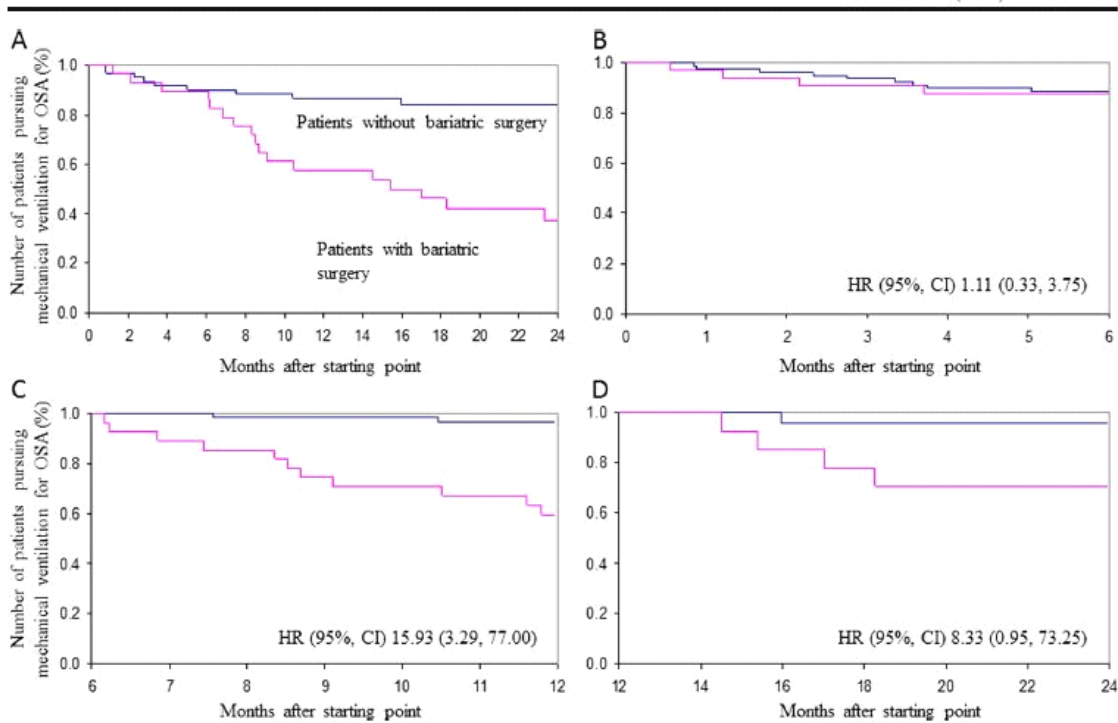 A
Number of patients pursuing
mechanical ventilation for OSA (%)
1.0
0.8
0.6
0.4
0.2
0.0
Patients without bariatric surgery
Patients with bariatric
surgery
0 2 4 6 8 10 12 14 16 18 20 22 24
Months after starting point
B
1.0
0.8
0.6
0.4
0.2
0.0
HR (95%, CI) 1.11 (0.33, 3.75)
0 1 2 3 4 5 6
Months after starting point
C
Number of patients pursuing
mechanical ventilation for OSA (%)
1.0
0.8
0.6
0.4
0.2
0.0
HR (95%, CI) 15.93 (3.29, 77.00)
6 7 8 9 10 11 12
Months after starting point
D
1.0
0.8
0.6
0.4
0.2
0.0
HR (95%, CI) 8.33 (0.95, 73.25)
12 14 16 18 20 22 24
Months after starting point